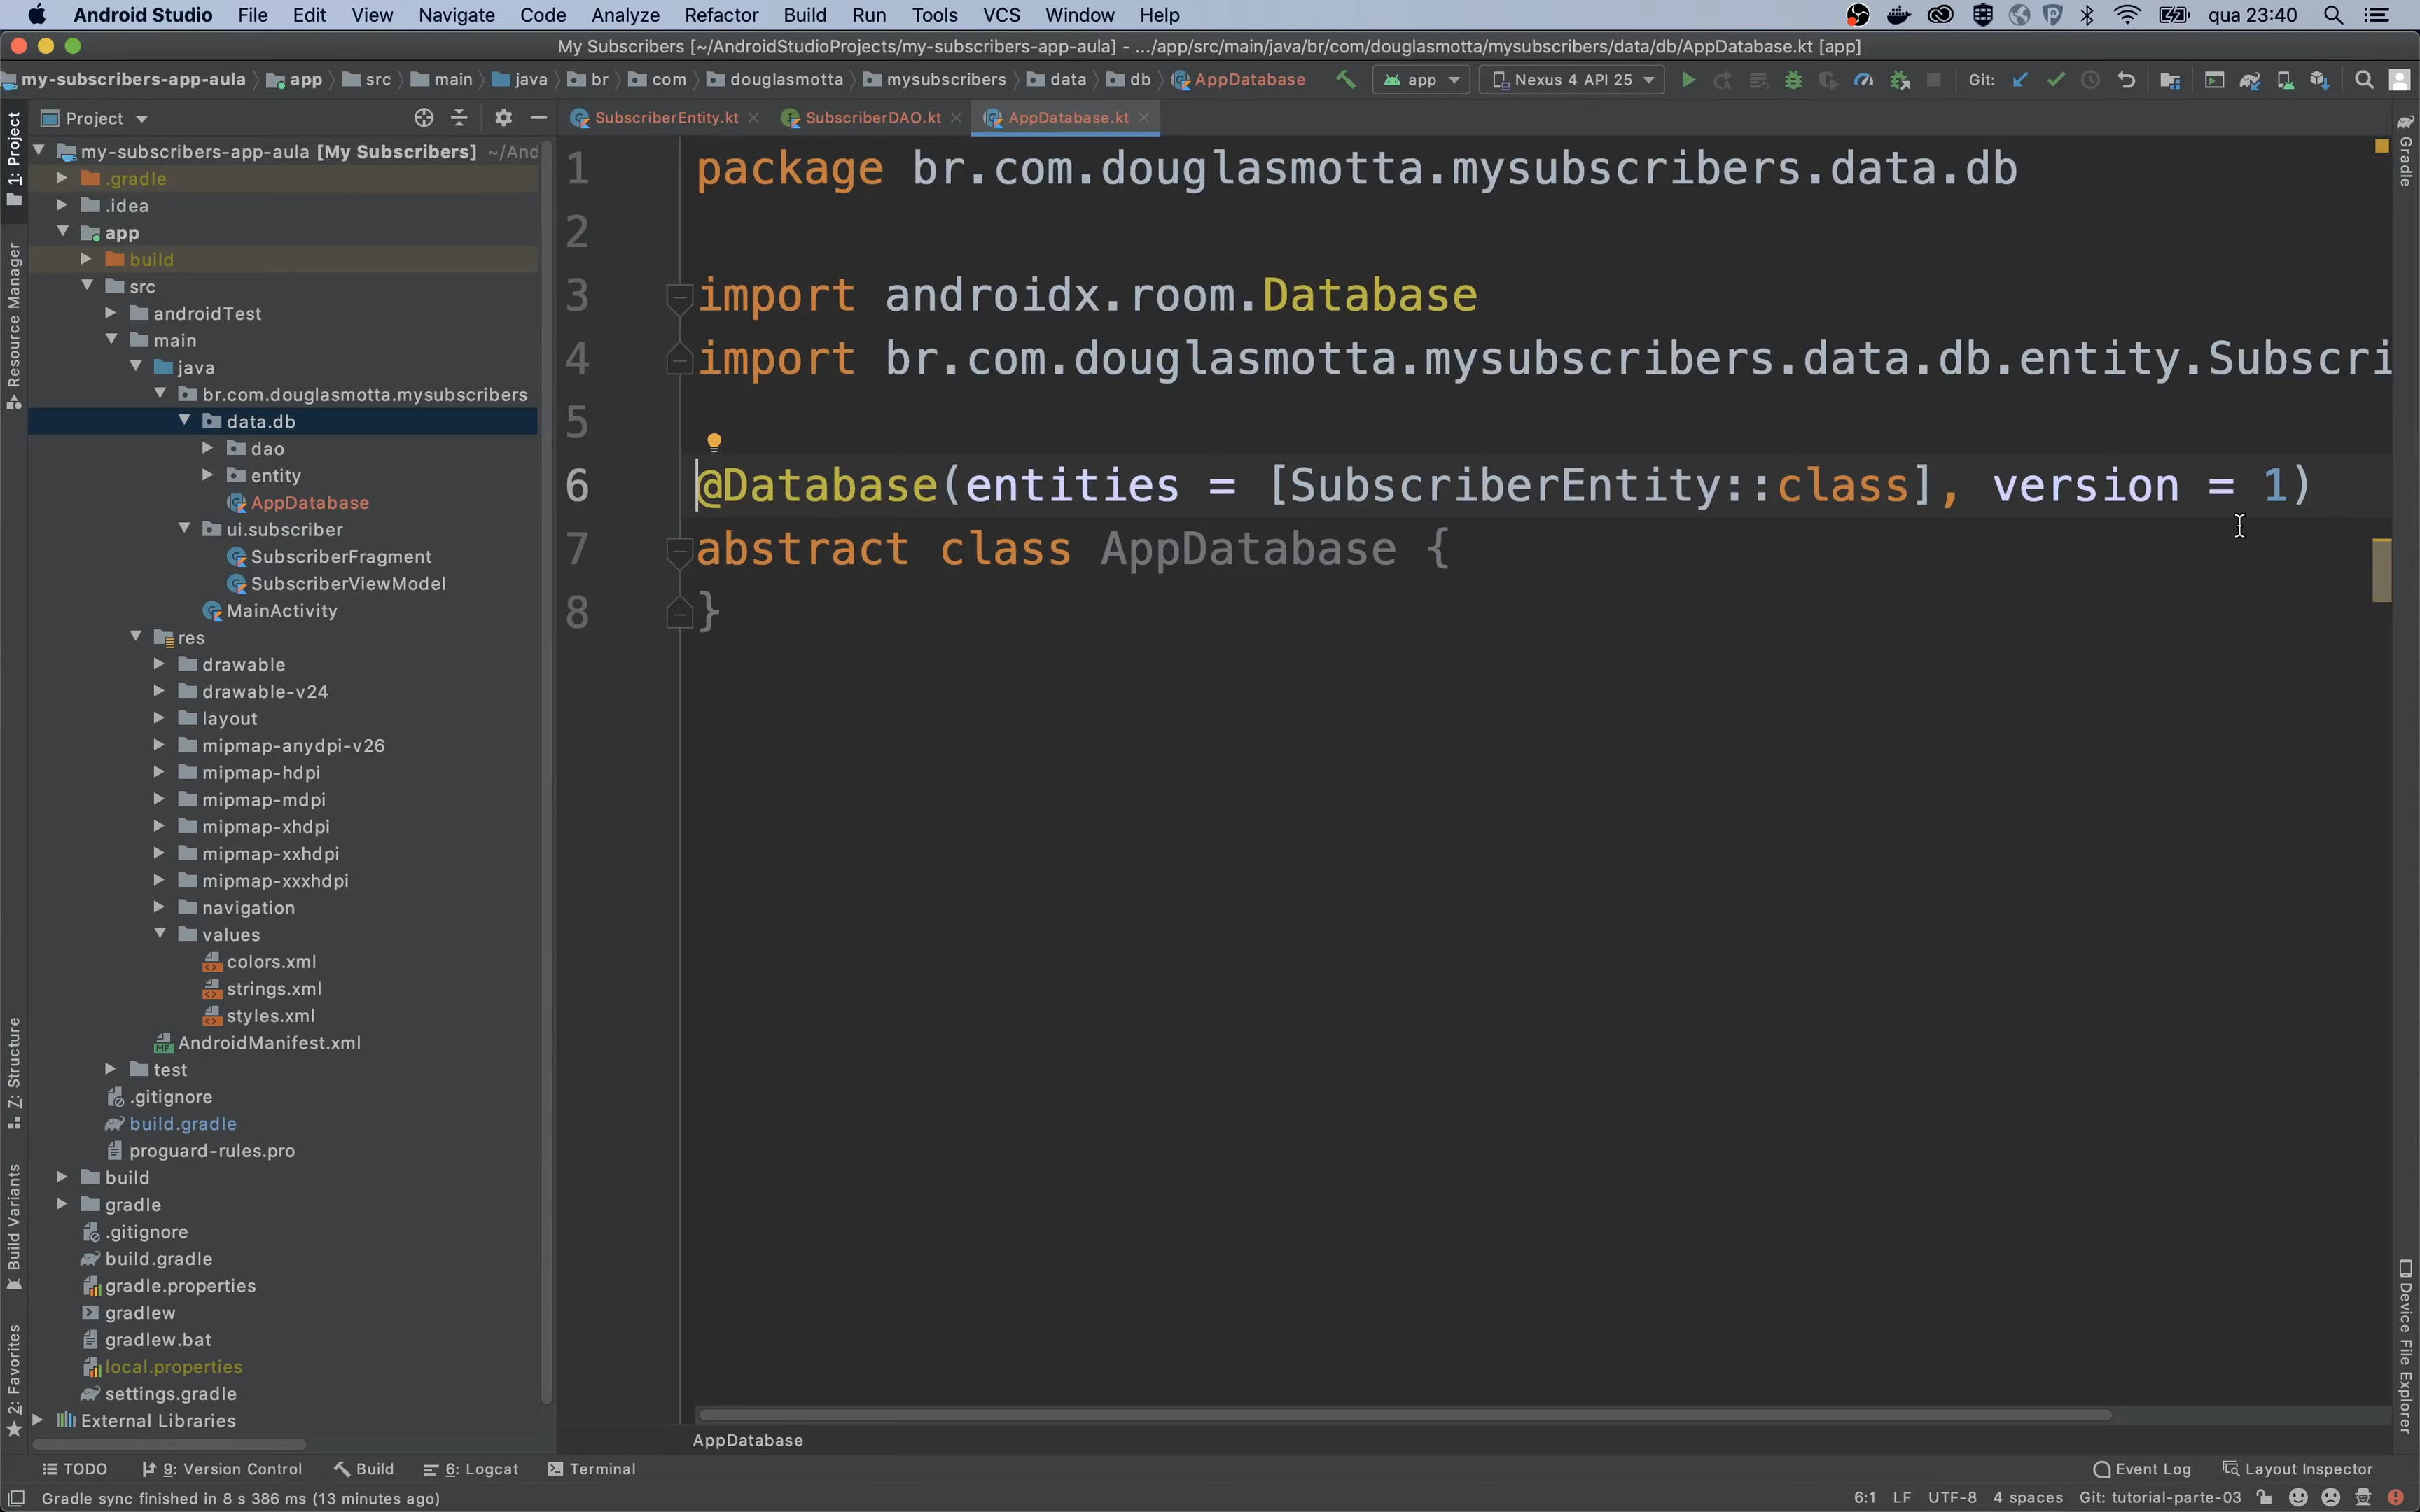 Android Studio File Edit View Navigate Code Analyze Refactor Build Run Tools VCS Window Help qua 23:40
My Subscribers [~/AndroidStudioProjects/my-subscribers-app-aula] - .../app/src/main/java/br/com/douglasmotta/mysubscribers/data/db/AppDatabase.kt [app]
my-subscribers-app-aula app src main java br com douglasmotta mysubscribers data db AppDatabase app Nexus 4 API 25 Git:
Project SubscriberEntity.kt SubscriberDAO.kt AppDatabase.kt
my-subscribers-app-aula [My Subscribers] ~/And
.gradle
.idea
app
build
src
androidTest
main
java
br.com.douglasmotta.mysubscribers
data.db
dao
entity
AppDatabase
ui.subscriber
SubscriberFragment
SubscriberViewModel
MainActivity
res
drawable
drawable-v24
layout
mipmap-anydpi-v26
mipmap-hdpi
mipmap-mdpi
mipmap-xhdpi
mipmap-xxhdpi
mipmap-xxxhdpi
navigation
values
colors.xml
strings.xml
styles.xml
AndroidManifest.xml
test
.gitignore
build.gradle
proguard-rules.pro
build
gradle
.gitignore
build.gradle
gradle.properties
gradlew
gradlew.bat
local.properties
settings.gradle
External Libraries
1 package br.com.douglasmotta.mysubscribers.data.db
2
3 import androidx.room.Database
4 import br.com.douglasmotta.mysubscribers.data.db.entity.Subscri
5
6 @Database(entities = [SubscriberEntity::class], version = 1)
7 abstract class AppDatabase {
8 }
AppDatabase
1: Project
Resource Manager
Z: Structure
Build Variants
2: Favorites
Gradle
Device File Explorer
TODO 9: Version Control Build 6: Logcat Terminal Event Log Layout Inspector
Gradle sync finished in 8 s 386 ms (13 minutes ago) 6:1 LF UTF-8 4 spaces Git: tutorial-parte-03